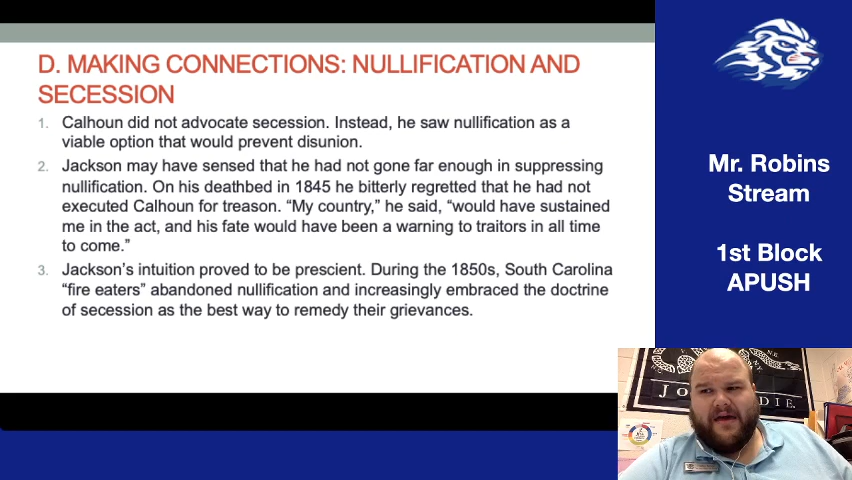 D. MAKING CONNECTIONS: NULLIFICATION AND
SECESSION
1. Calhoun did not advocate secession. Instead, he saw nullification as a
viable option that would prevent disunion.
2. Jackson may have sensed that he had not gone far enough in suppressing
nullification. On his deathbed in 1845 he bitterly regretted that he had not
executed Calhoun for treason. “My country,” he said, “would have sustained
me in the act, and his fate would have been a warning to traitors in all time
to come.”
3. Jackson’s intuition proved to be prescient. During the 1850s, South Carolina
“fire eaters” abandoned nullification and increasingly embraced the doctrine
of secession as the best way to remedy their grievances.
Mr. Robins
Stream
1st Block
APUSH
JO
DIE.